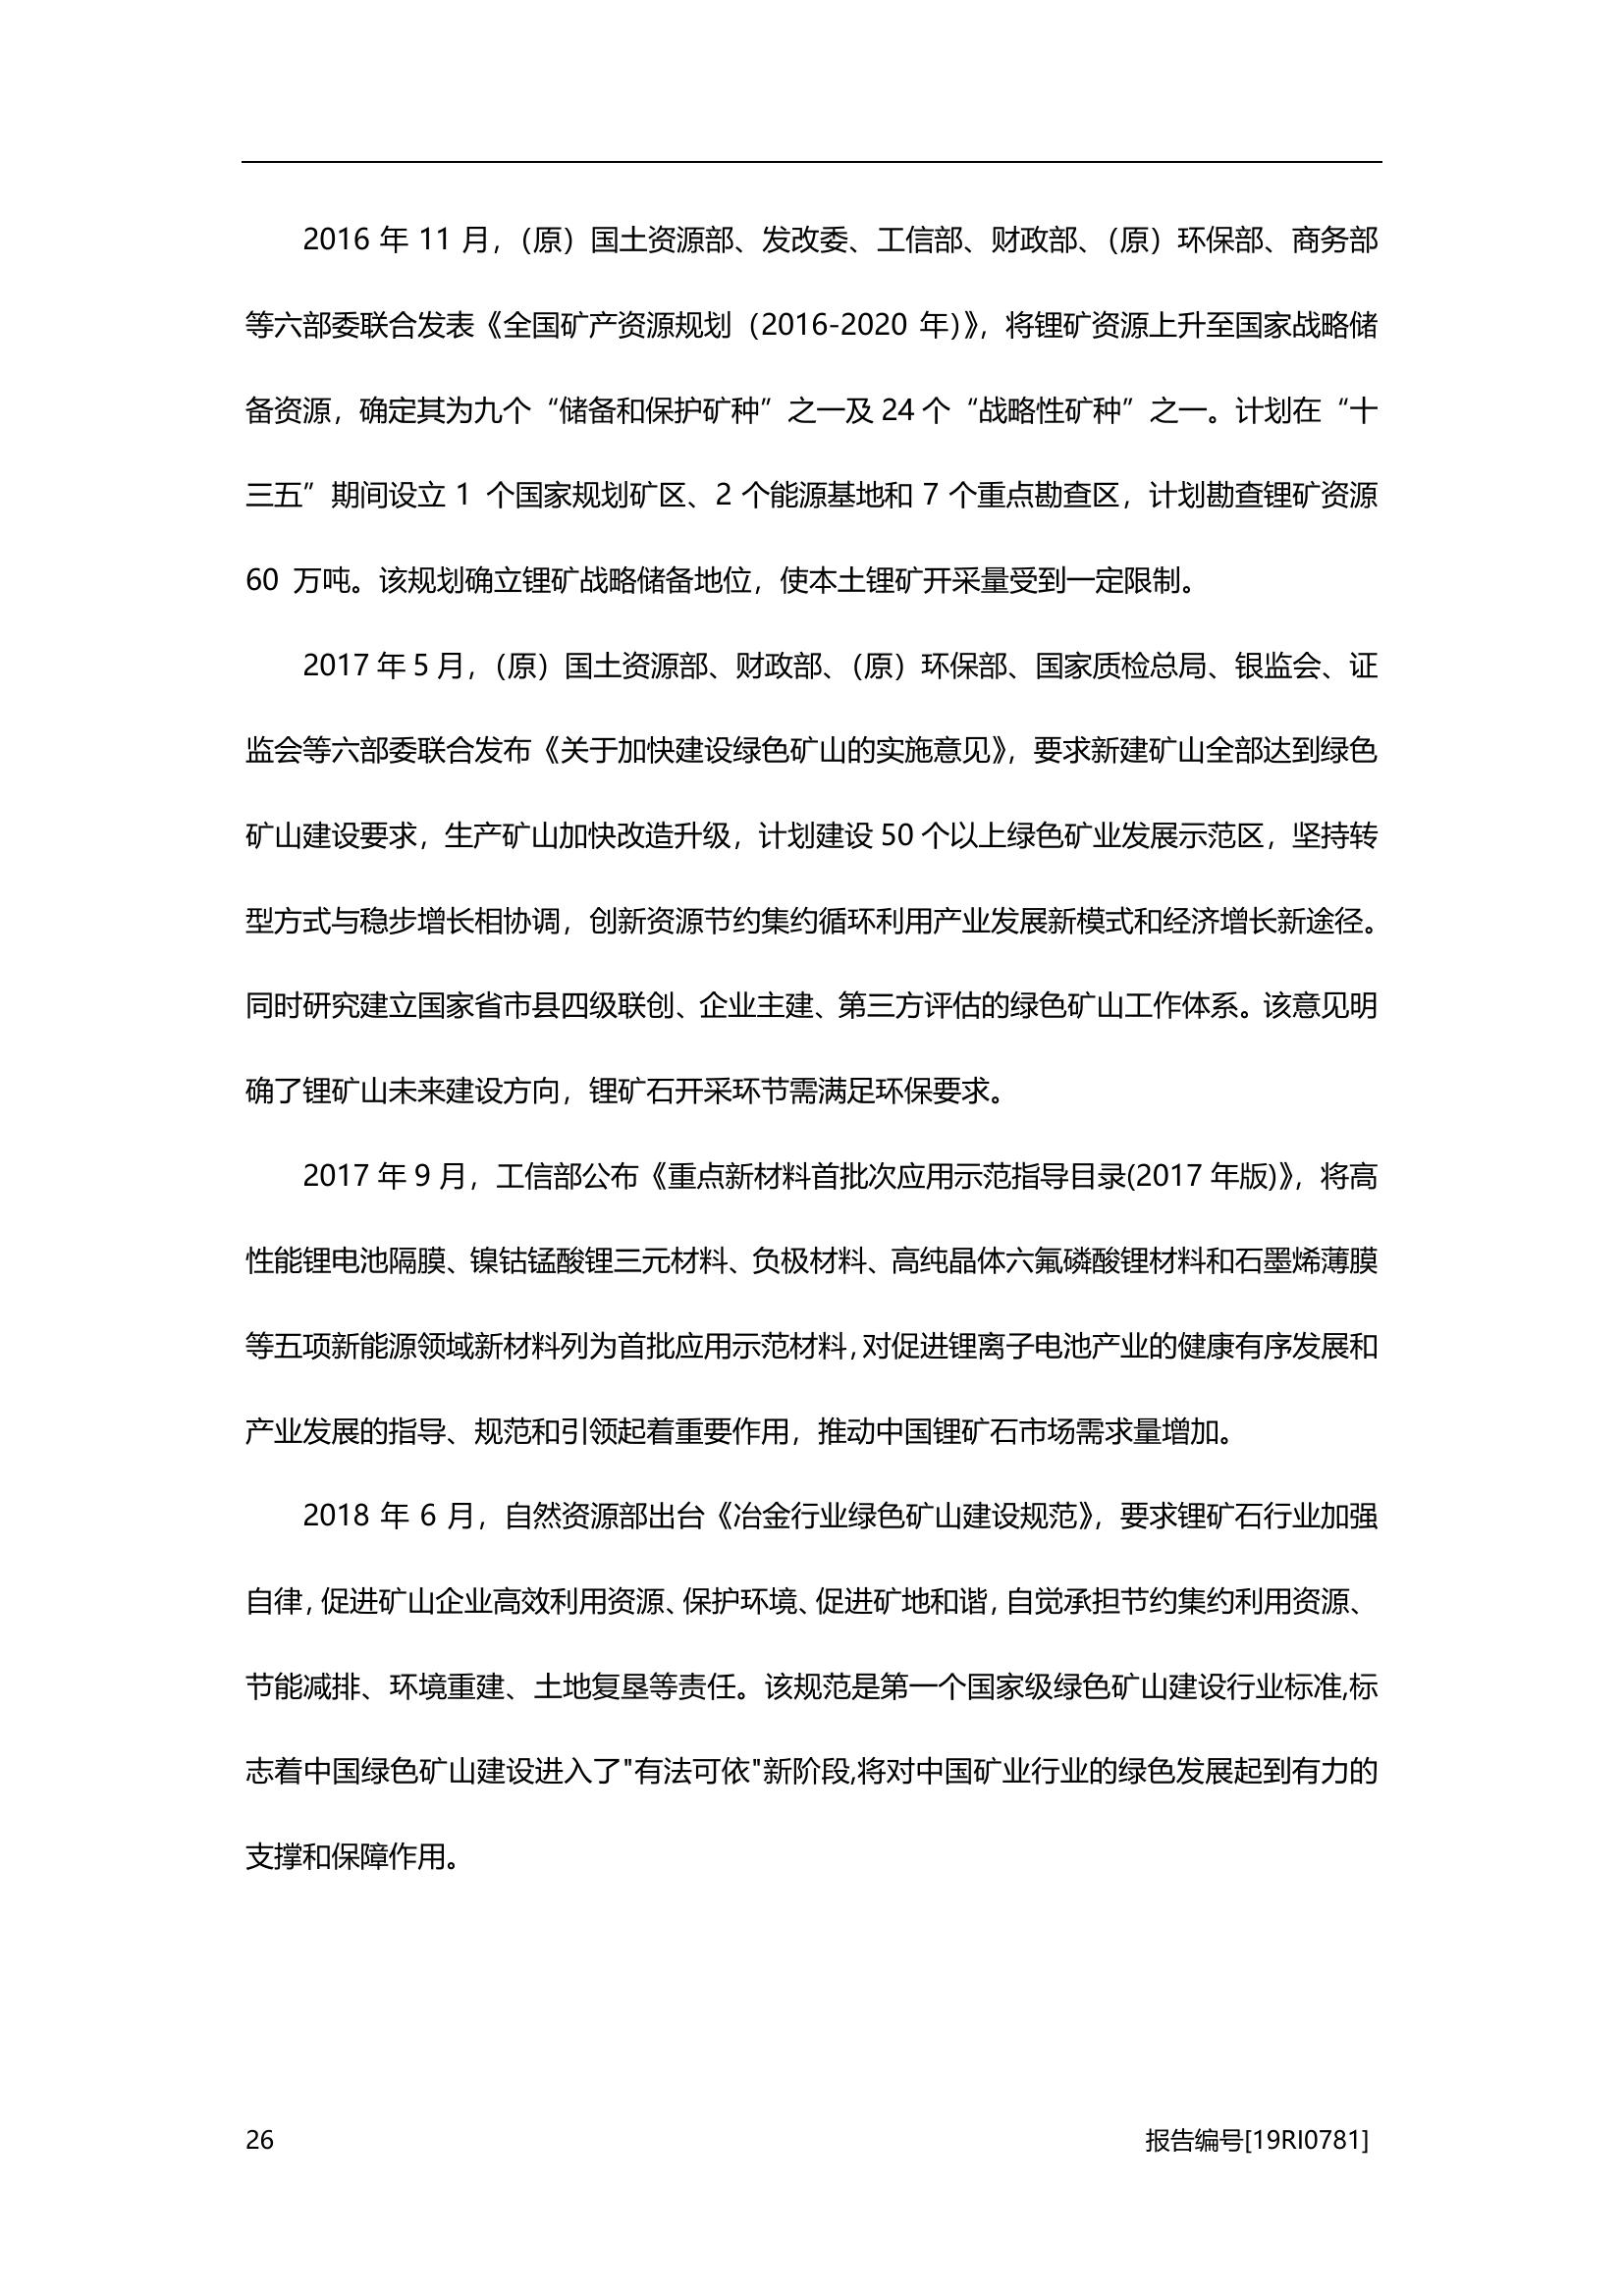 2016 年 11 月，（原）国土资源部、发改委、工信部、财政部、（原）环保部、商务部
等六部委联合发表《全国矿产资源规划（2016-2020 年）》，将锂矿资源上升至国家战略储
备资源，确定其为九个“储备和保护矿种”之一及 24 个“战略性矿种”之一。计划在“十
三五”期间设立 1 个国家规划矿区、2 个能源基地和 7 个重点勘查区，计划勘查锂矿资源
60 万吨。该规划确立锂矿战略储备地位，使本土锂矿开采量受到一定限制。
2017 年 5 月，（原）国土资源部、财政部、（原）环保部、国家质检总局、银监会、证
监会等六部委联合发布《关于加快建设绿色矿山的实施意见》，要求新建矿山全部达到绿色
矿山建设要求，生产矿山加快改造升级，计划建设 50 个以上绿色矿业发展示范区，坚持转
型方式与稳步增长相协调，创新资源节约集约循环利用产业发展新模式和经济增长新途径。
同时研究建立国家省市县四级联创、企业主建、第三方评估的绿色矿山工作体系。该意见明
确了锂矿山未来建设方向，锂矿石开采环节需满足环保要求。
2017 年 9 月，工信部公布《重点新材料首批次应用示范指导目录(2017 年版)》，将高
性能锂电池隔膜、镍钴锰酸锂三元材料、负极材料、高纯晶体六氟磷酸锂材料和石墨烯薄膜
等五项新能源领域新材料列为首批应用示范材料，对促进锂离子电池产业的健康有序发展和
产业发展的指导、规范和引领起着重要作用，推动中国锂矿石市场需求量增加。
2018 年 6 月，自然资源部出台《冶金行业绿色矿山建设规范》，要求锂矿石行业加强
自律，促进矿山企业高效利用资源、保护环境、促进矿地和谐，自觉承担节约集约利用资源、
节能减排、环境重建、土地复垦等责任。该规范是第一个国家级绿色矿山建设行业标准,标
志着中国绿色矿山建设进入了"有法可依"新阶段,将对中国矿业行业的绿色发展起到有力的
支撑和保障作用。
26 报告编号[19RI0781]